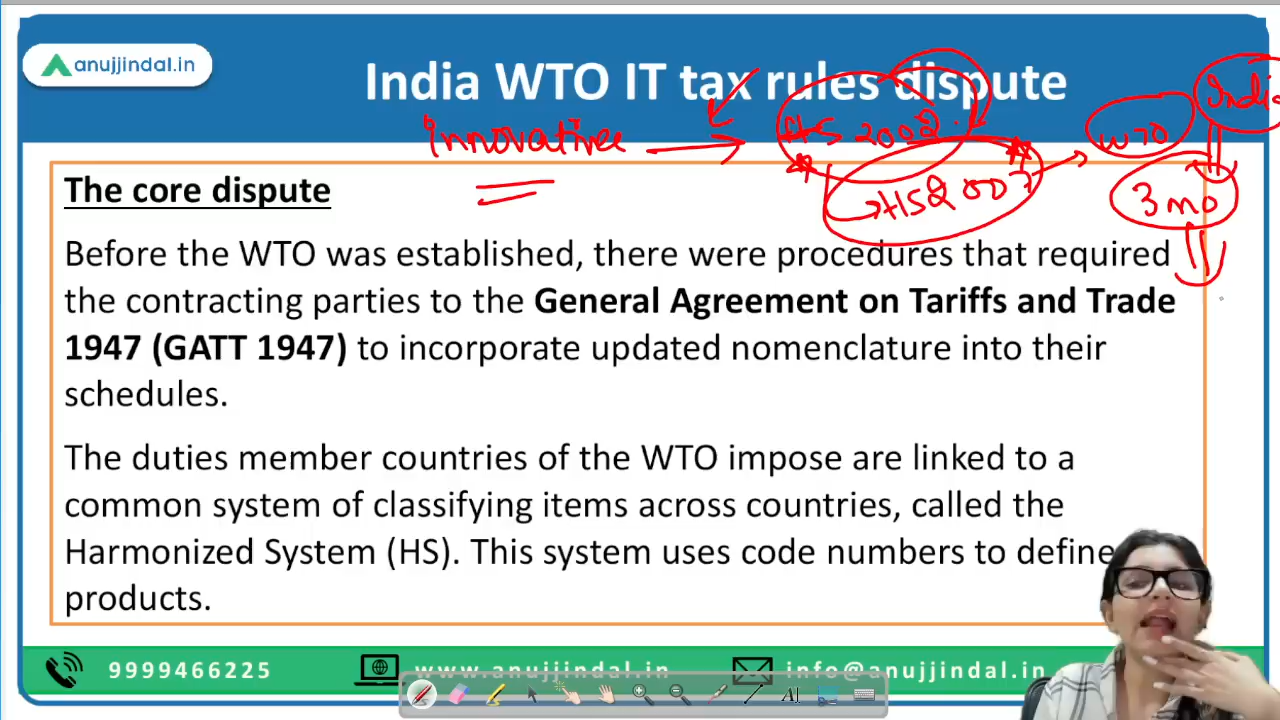 anujjindal.in
India WTO IT tax rules dispute
India
innovative
HS 2002
WTO
HS2007
3 mo
The core dispute
Before the WTO was established, there were procedures that required
the contracting parties to the General Agreement on Tariffs and Trade
1947 (GATT 1947) to incorporate updated nomenclature into their
schedules.
The duties member countries of the WTO impose are linked to a
common system of classifying items across countries, called the
Harmonized System (HS). This system uses code numbers to define
products.
9999466225
www.anujjindal.in
info@anujjindal.in
A